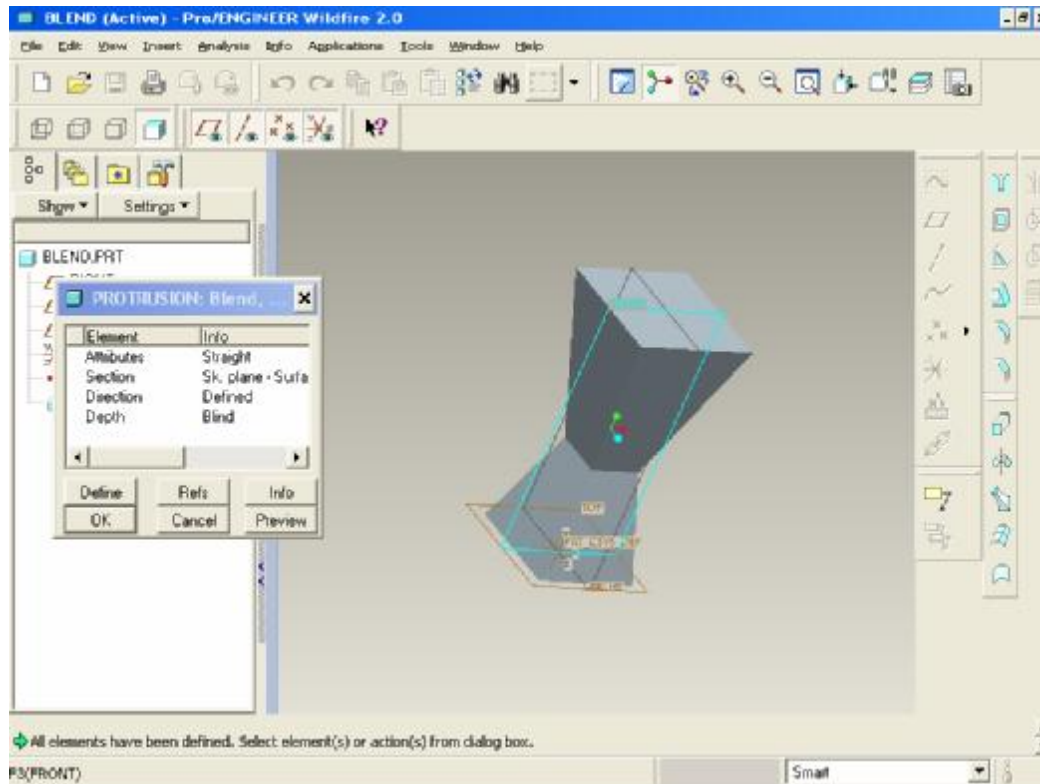 BLEND (Active) - Pro/ENGINEER Wildfire 2.0
File Edit View Insert Analysis Info Applications Tools Window Help
Show Settings
BLEND.PRT
PROTRUSION: Blend, ...
Element Info
Attributes Straight
Section Sk. plane - Surfa
Direction Defined
Depth Blind
Define Refs Info
OK Cancel Preview
All elements have been defined. Select element(s) or action(s) from dialog box.
F3(FRONT) Smart